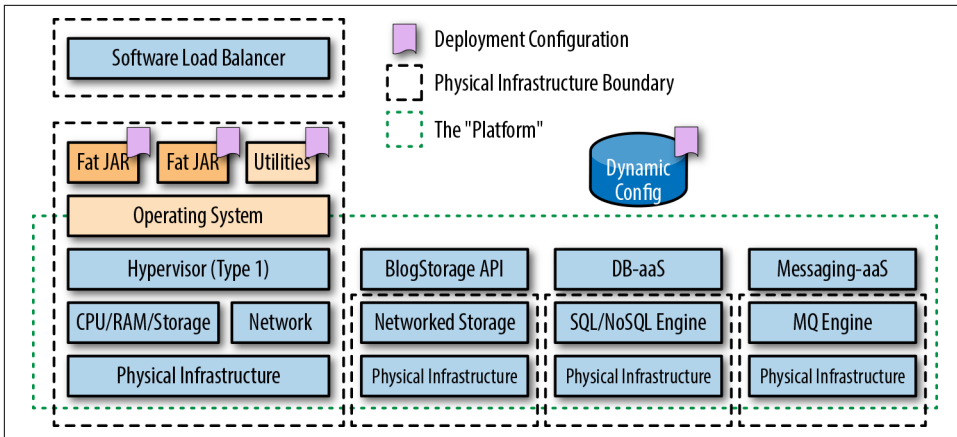 Software Load Balancer
Deployment Configuration
Physical Infrastructure Boundary
The "Platform"
Fat JAR
Fat JAR
Utilities
Dynamic
Config
Operating System
Hypervisor (Type 1)
BlogStorage API
DB-aaS
Messaging-aaS
CPU/RAM/Storage
Network
Networked Storage
SQL/NoSQL Engine
MQ Engine
Physical Infrastructure
Physical Infrastructure
Physical Infrastructure
Physical Infrastructure